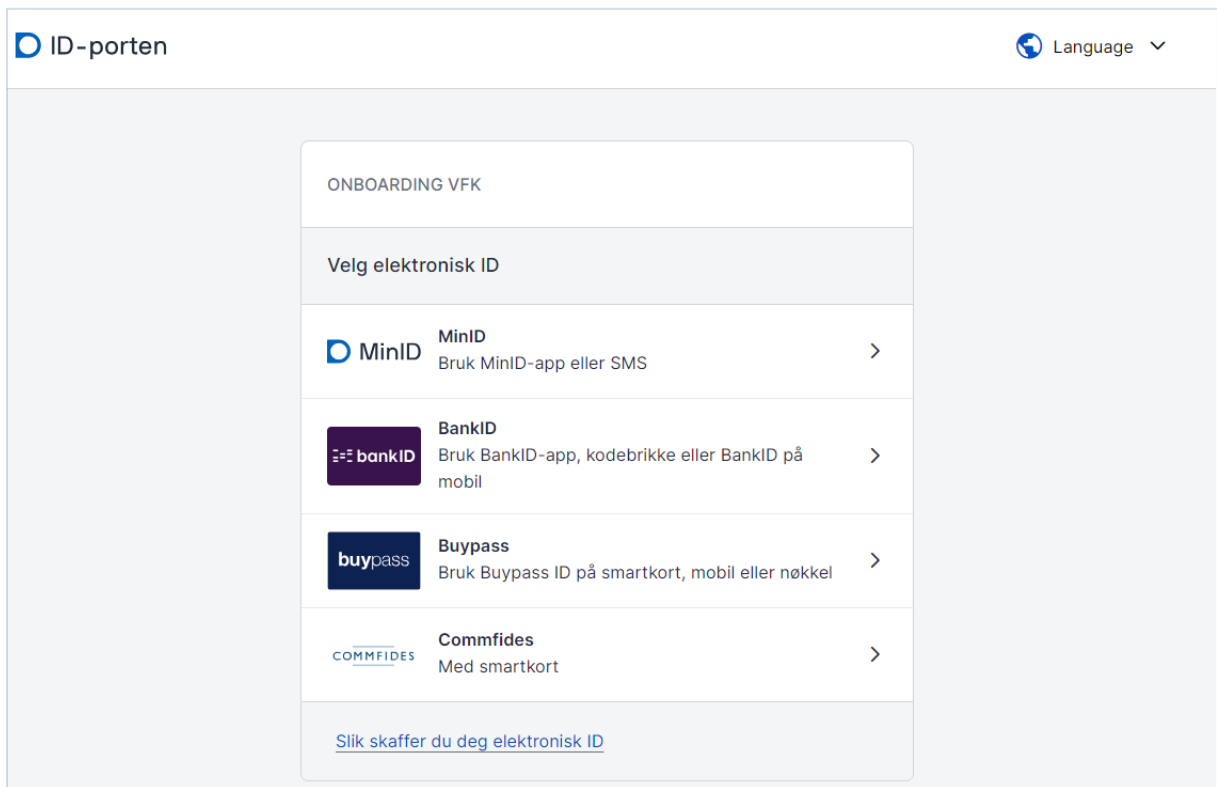 ID-porten
Language
ONBOARDING VFK
Velg elektronisk ID
MinID
MinID
Bruk MinID-app eller SMS
bankID
BankID
Bruk BankID-app, kodebrikke eller BankID på
mobil
buypass
Buypass
Bruk Buypass ID på smartkort, mobil eller nøkkel
COMMFIDES
Commfides
Med smartkort
Slik skaffer du deg elektronisk ID